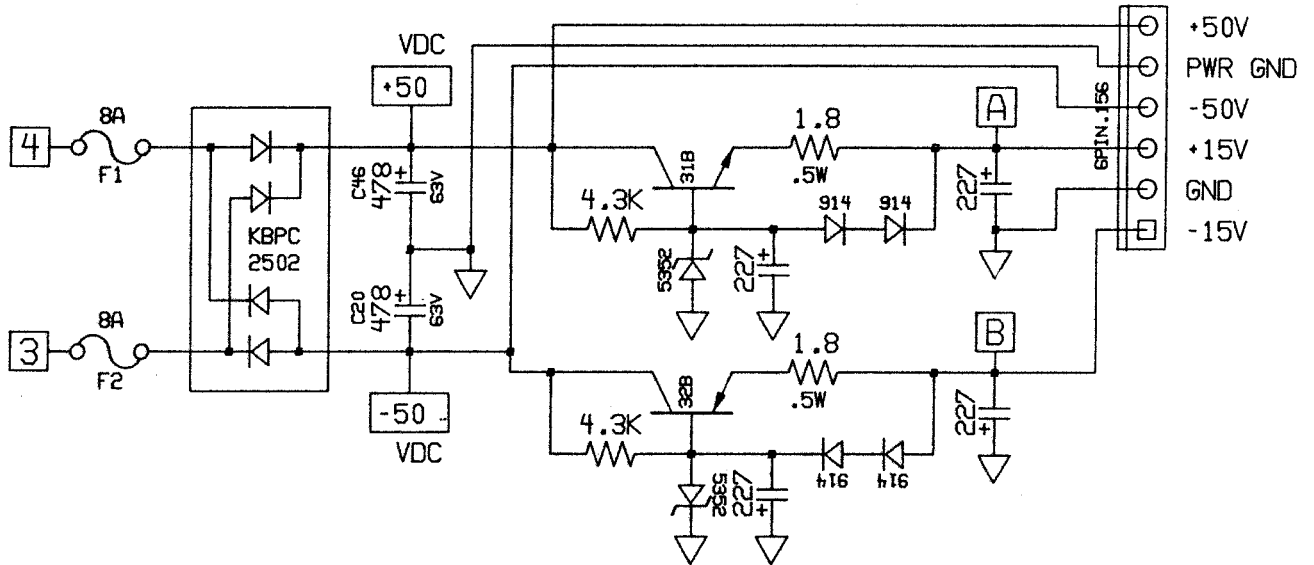 VDC
+50
8A
4
F1
KBPC
2502
C46
478
+
63V
C20
478
+
63V
8A
3
F2
-50
VDC
31B
1.8
.5W
4.3K
914
914
5352
227
+
A
227
+
32B
1.8
.5W
4.3K
914
914
5352
227
+
B
227
+
6PIN.156
+50V
PWR GND
-50V
+15V
GND
-15V